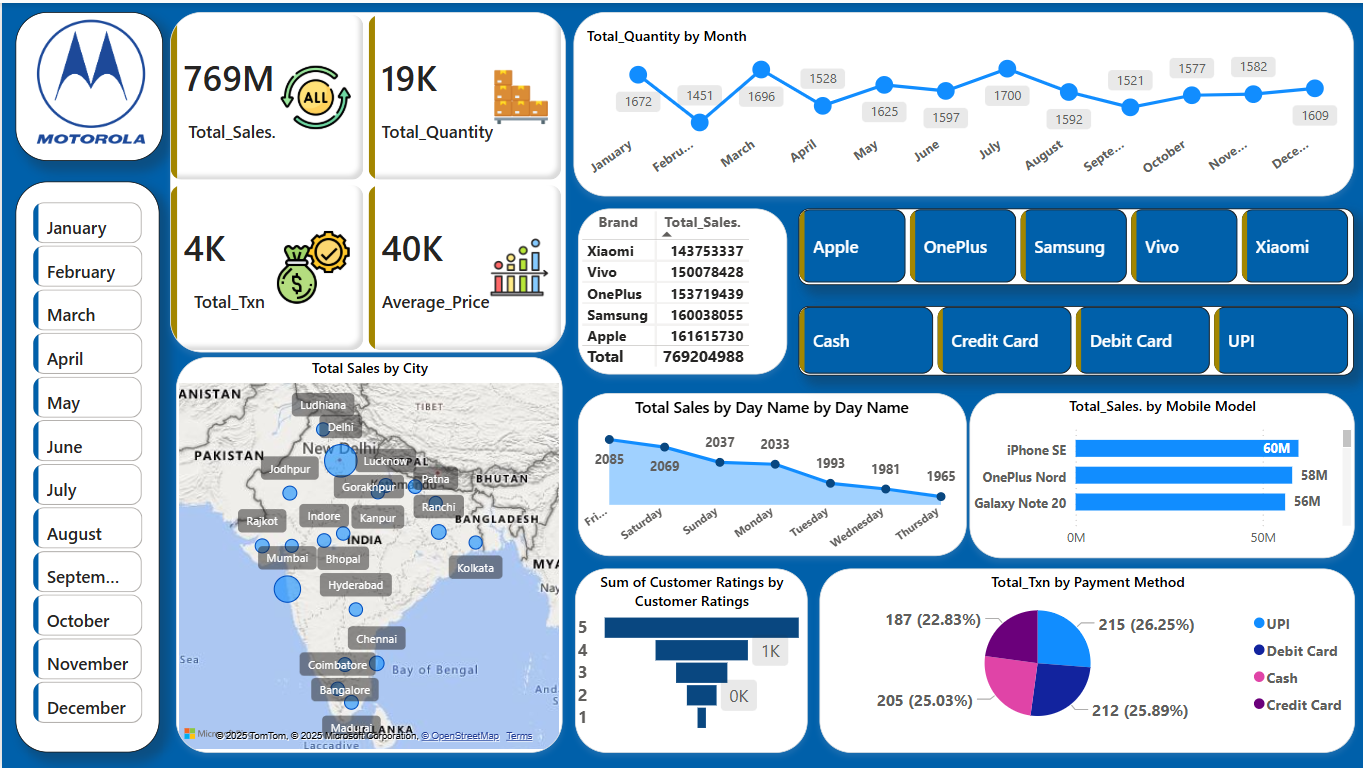 MOTOROLA
January
February
March
April
May
June
July
August
Septem...
October
November
December
769M
ALL
Total_Sales.
19K
Total_Quantity
4K
$
Total_Txn
40K
Average_Price
Total_Quantity by Month
1672
1451
1696
1528
1625
1597
1700
1592
1521
1577
1582
1609
January
Febru...
March
April
May
June
July
August
Septe...
October
Nove...
Dece...
Brand Total_Sales.
Xiaomi 143753337
Vivo 150078428
OnePlus 153719439
Samsung 160038055
Apple 161615730
Total 769204988
Apple
OnePlus
Samsung
Vivo
Xiaomi
Cash
Credit Card
Debit Card
UPI
Total Sales by City
ANISTAN
TIBET
Ludhiana
Delhi
New Delhi
PAKISTAN
Lucknow
PAL
Jodhpur
Patna
BHUTAN
Gorakhpur
Ranchi
Rajkot
Indore
Kanpur
BANGLADESH
INDIA
Mumbai
Bhopal
MYA
Kolkata
Nay
Hyderabad
Chennai
Sea
Coimbatore
Bay of Bengal
Bangalore
And
Madurai
LANKA
© 2025 TomTom, © 2025 Microsoft Corporation, © OpenStreetMap Terms
Laccadive
Total Sales by Day Name by Day Name
2085
2069
2037
2033
1993
1981
1965
Fri...
Saturday
Sunday
Monday
Tuesday
Wednesday
Thursday
Total_Sales. by Mobile Model
iPhone SE 60M
OnePlus Nord 58M
Galaxy Note 20 56M
0M 50M
Sum of Customer Ratings by
Customer Ratings
5
4 1K
3
2 0K
1
Total_Txn by Payment Method
187 (22.83%)
215 (26.25%)
205 (25.03%)
212 (25.89%)
UPI
Debit Card
Cash
Credit Card